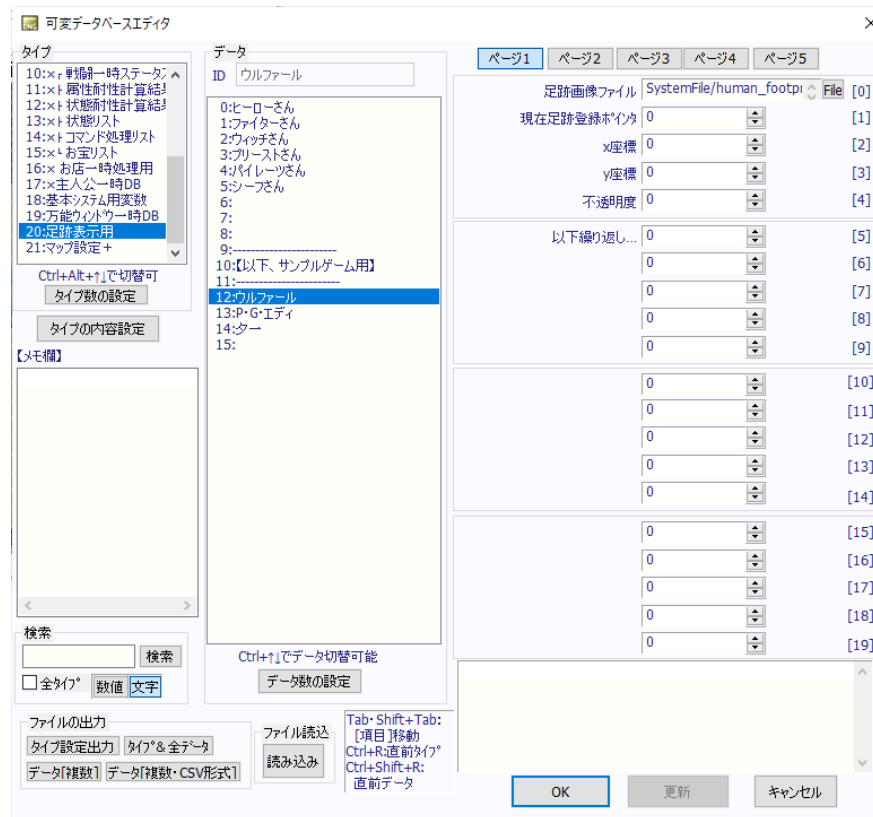 可変データベースエディタ
タイプ
10:×┌戦闘一時ステータス
11:×├属性耐性計算結果
12:×├状態耐性計算結果
13:×├状態リスト
14:×├コマンド処理リスト
15:×└お宝リスト
16:× お店一時処理用
17:×主人公一時DB
18:基本システム用変数
19:万能ウィンドウ一時DB
20:足跡表示用
21:マップ設定+
Ctrl+Alt+↑↓で切替可
タイプ数の設定
タイプの内容設定
【メモ欄】
検索
検索
全タイプ
数値
文字
ファイルの出力
タイプ設定出力
タイプ&全データ
データ[複数]
データ[複数・CSV形式]
データ
ID
ウルファール
0:ヒーローさん
1:ファイターさん
2:ウィッチさん
3:プリーストさん
4:パイレーツさん
5:シーフさん
6:
7:
8:
9:-----------------------
10:【以下、サンプルゲーム用】
11:-----------------------
12:ウルファール
13:P・G・エディ
14:夕一
15:
Ctrl+↑↓でデータ切替可能
データ数の設定
ファイル読込
読み込み
Tab・Shift+Tab:
[項目]移動
Ctrl+R:直前タイプ
Ctrl+Shift+R:
直前データ
ページ1
ページ2
ページ3
ページ4
ページ5
足跡画像ファイル SystemFile/human_footpr File [0]
現在足跡登録ポインタ 0 [1]
x座標 0 [2]
y座標 0 [3]
不透明度 0 [4]
以下繰り返し... 0 [5]
0 [6]
0 [7]
0 [8]
0 [9]
0 [10]
0 [11]
0 [12]
0 [13]
0 [14]
0 [15]
0 [16]
0 [17]
0 [18]
0 [19]
OK
更新
キャンセル